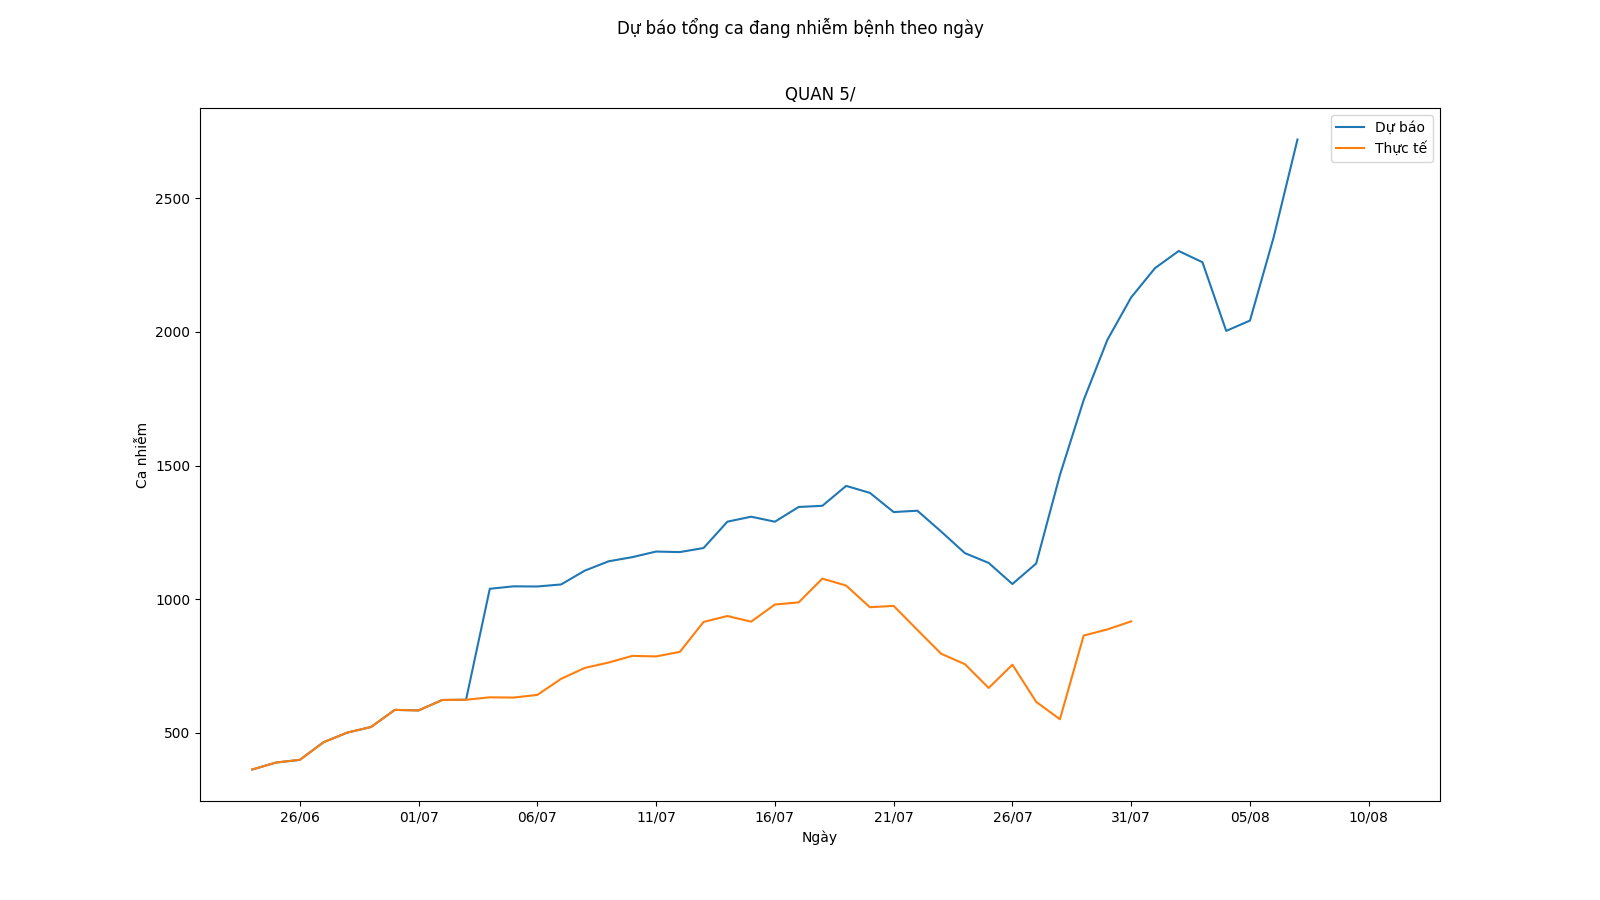 Dự báo tổng ca đang nhiễm bệnh theo ngày
QUAN 5/
Dự báo
Thực tế
2500
2000
1500
1000
500
Ca nhiễm
26/06
01/07
06/07
11/07
16/07
21/07
26/07
31/07
05/08
10/08
Ngày